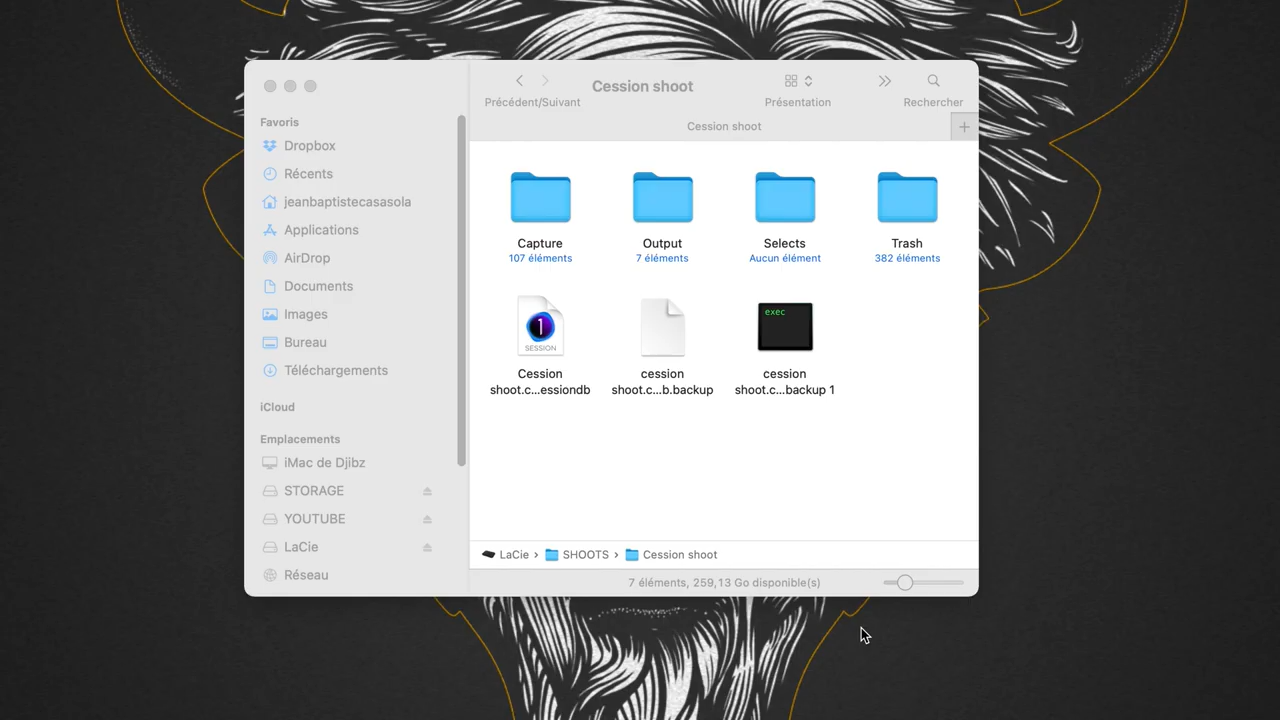 Précédent/Suivant
Cession shoot
Présentation
Rechercher
Cession shoot
Favoris
Dropbox
Récents
jeanbaptistecasasola
Applications
AirDrop
Documents
Images
Bureau
Téléchargements
iCloud
Emplacements
iMac de Djibz
STORAGE
YOUTUBE
LaCie
Réseau
Capture
107 éléments
Output
7 éléments
Selects
Aucun élément
Trash
382 éléments
1
SESSION
Cession
shoot.c...essiondb
cession
shoot.c...b.backup
exec
cession
shoot.c...backup 1
LaCie › SHOOTS › Cession shoot
7 éléments, 259,13 Go disponible(s)